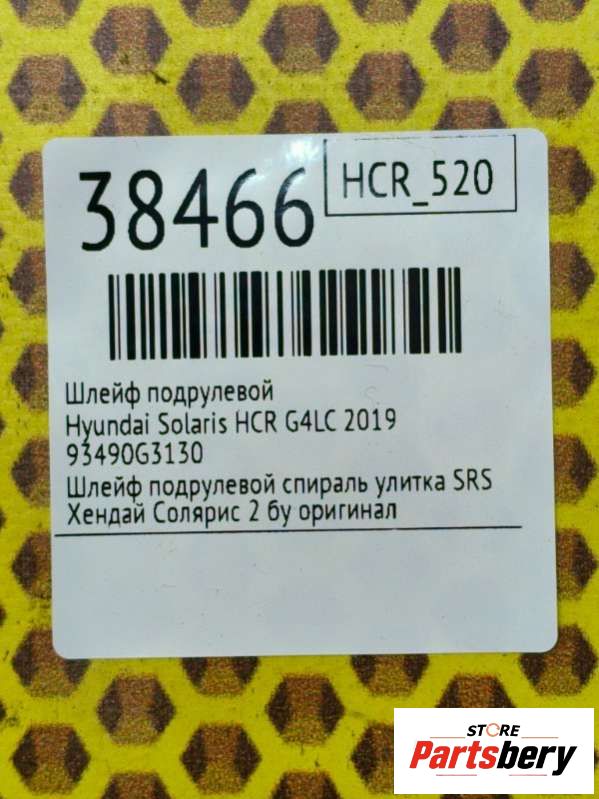 38466
HCR_520
Шлейф подрулевой
Hyundai Solaris HCR G4LC 2019
93490G3130
Шлейф подрулевой спираль улитка SRS
Хендай Солярис 2 бу оригинал
STORE
Partsbery